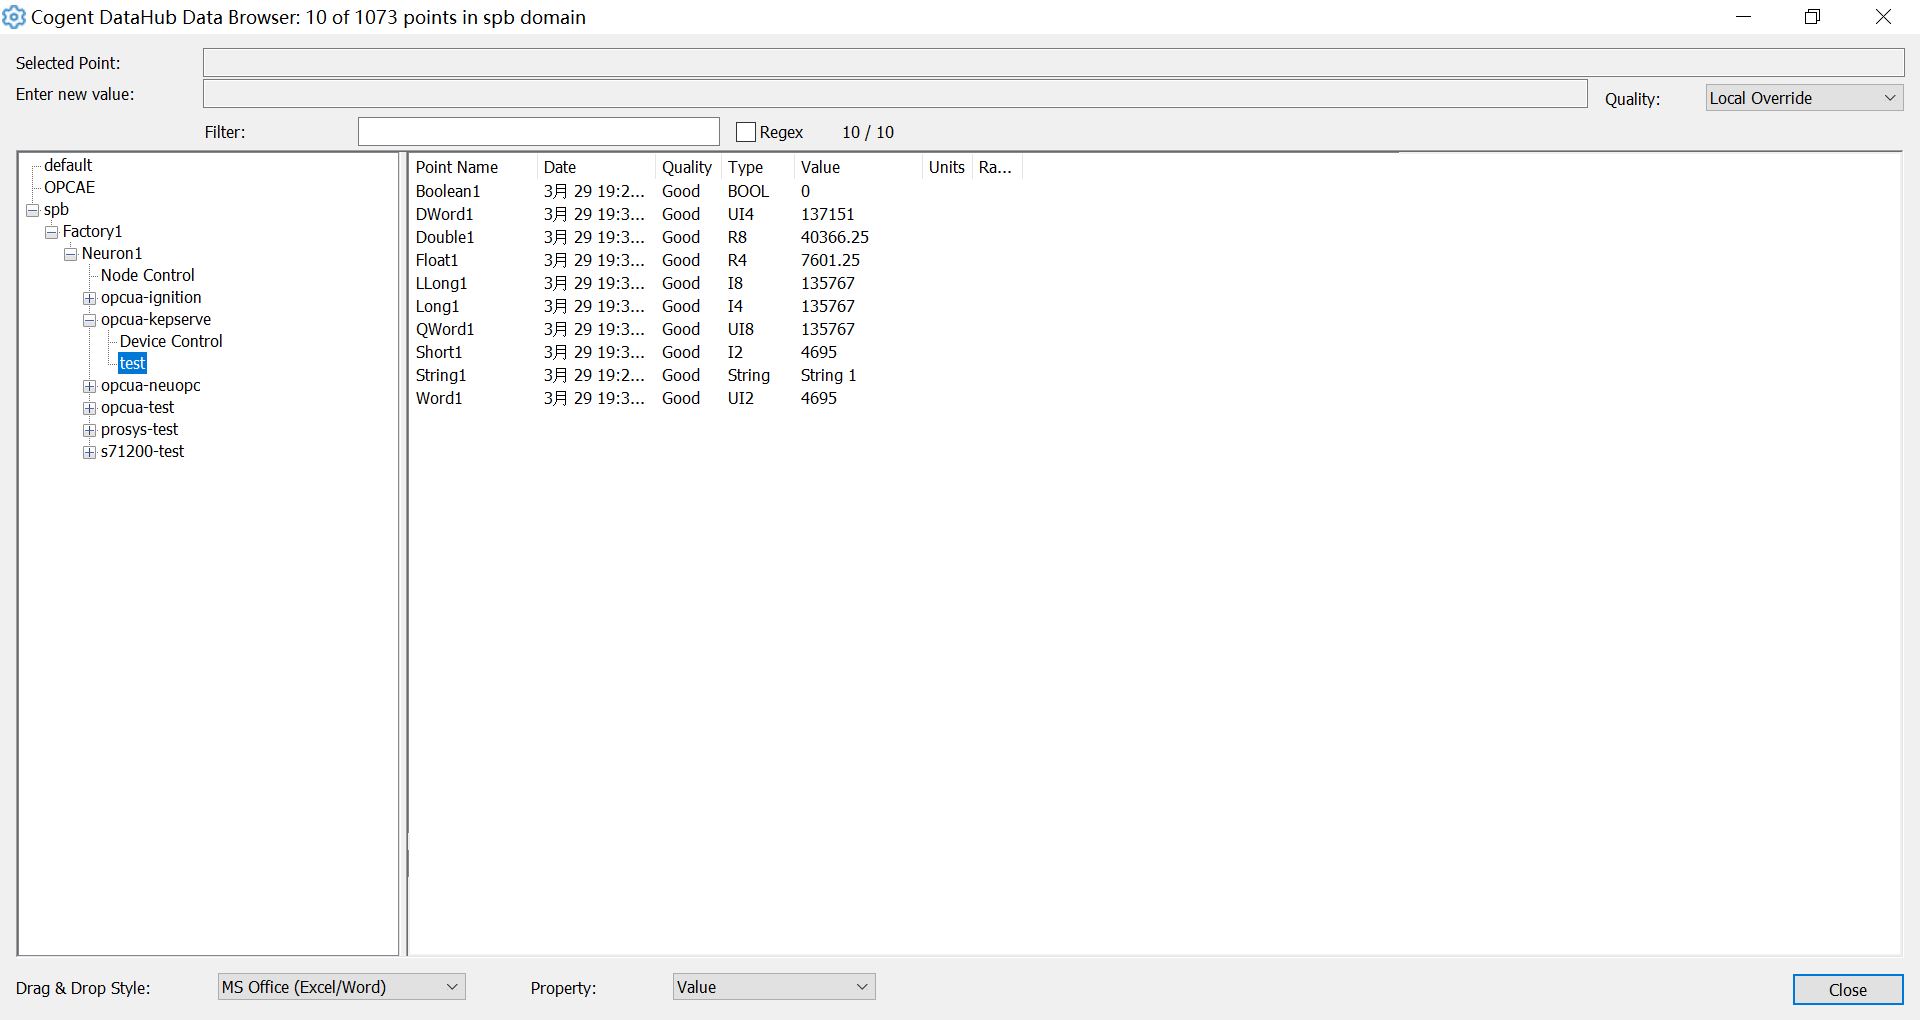 Cogent DataHub Data Browser: 10 of 1073 points in spb domain
Selected Point:
Enter new value:
Quality: Local Override
Filter: Regex 10 / 10
default
OPCAE
spb
Factory1
Neuron1
Node Control
opcua-ignition
opcua-kepserve
Device Control
test
opcua-neuopc
opcua-test
prosys-test
s71200-test
Point Name Date Quality Type Value Units Ra...
Boolean1 3月 29 19:2... Good BOOL 0
DWord1 3月 29 19:3... Good UI4 137151
Double1 3月 29 19:3... Good R8 40366.25
Float1 3月 29 19:3... Good R4 7601.25
LLong1 3月 29 19:3... Good I8 135767
Long1 3月 29 19:3... Good I4 135767
QWord1 3月 29 19:3... Good UI8 135767
Short1 3月 29 19:3... Good I2 4695
String1 3月 29 19:2... Good String String 1
Word1 3月 29 19:3... Good UI2 4695
Drag & Drop Style: MS Office (Excel/Word) Property: Value Close